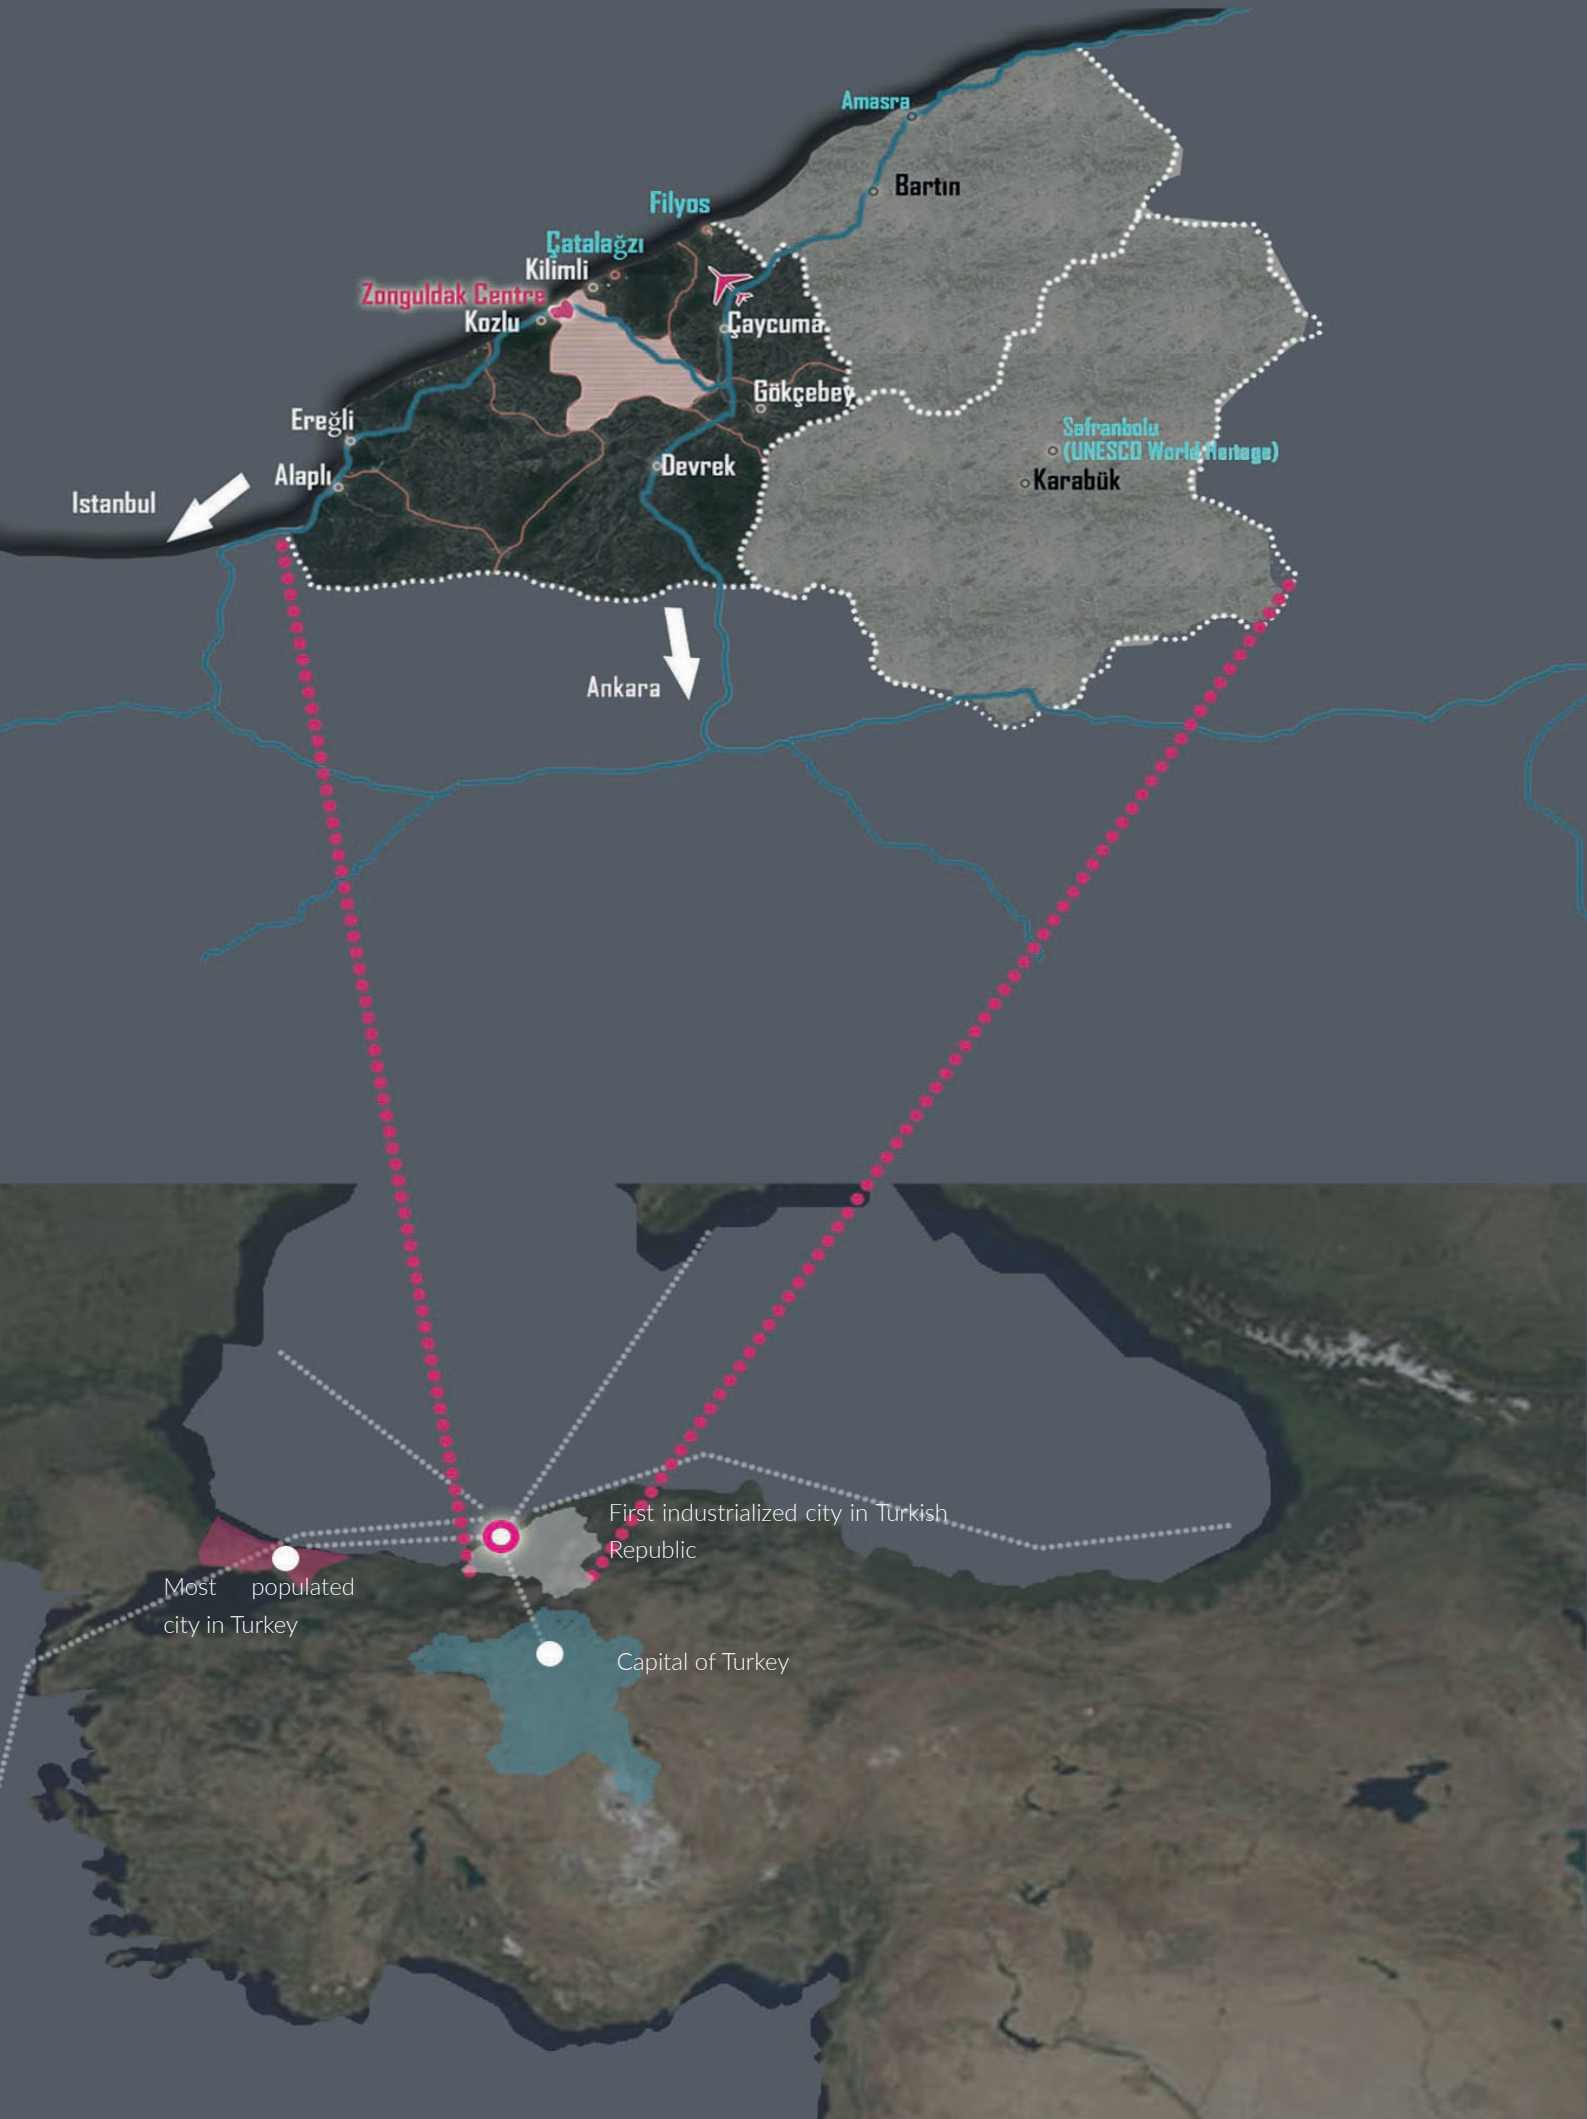 Amasra
Bartın
Filyos
Çatalağzı
Kilimli
Zonguldak Centre
Kozlu
Çaycuma
Gökçebey
Ereğli
Safranbolu
(UNESCO World Heritage)
Alaplı
Devrek
Karabük
Istanbul
Ankara
First industrialized city in Turkish
Republic
Most populated
city in Turkey
Capital of Turkey